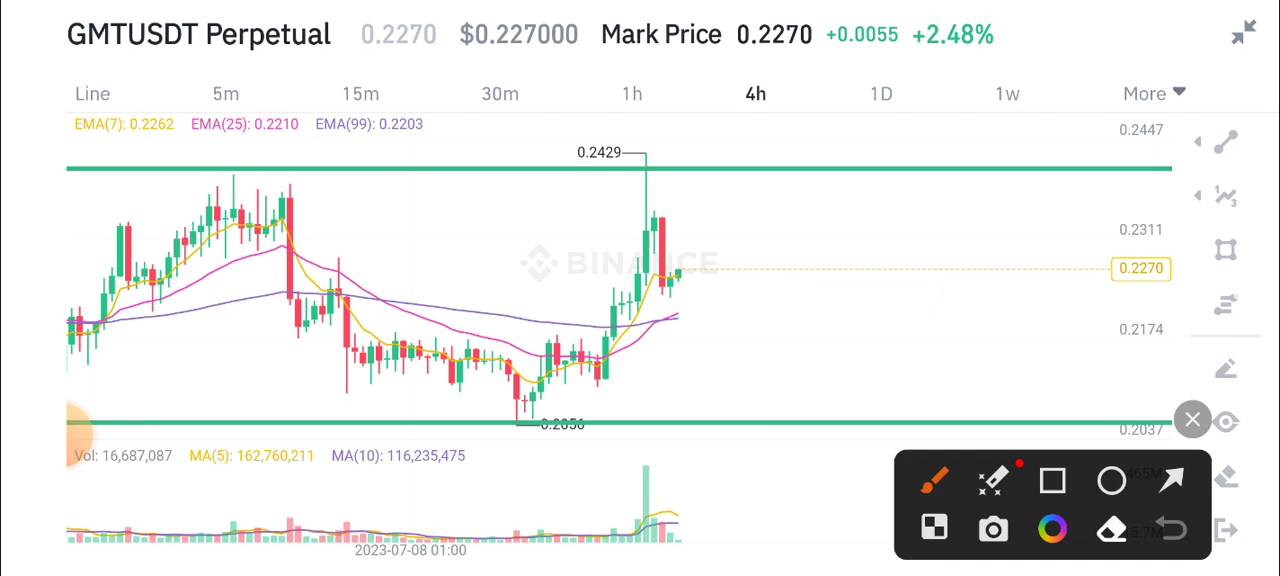 GMTUSDT Perpetual 0.2270 $0.227000 Mark Price 0.2270 +0.0055 +2.48%
Line 5m 15m 30m 1h 4h 1D 1w More
EMA(7): 0.2262 EMA(25): 0.2210 EMA(99): 0.2203
0.2447
0.2429
0.2311
BINANCE
0.2270
0.2174
0.2037
Vol: 16,687,087 MA(5): 162,760,211 MA(10): 116,235,475
2023-07-08 01:00